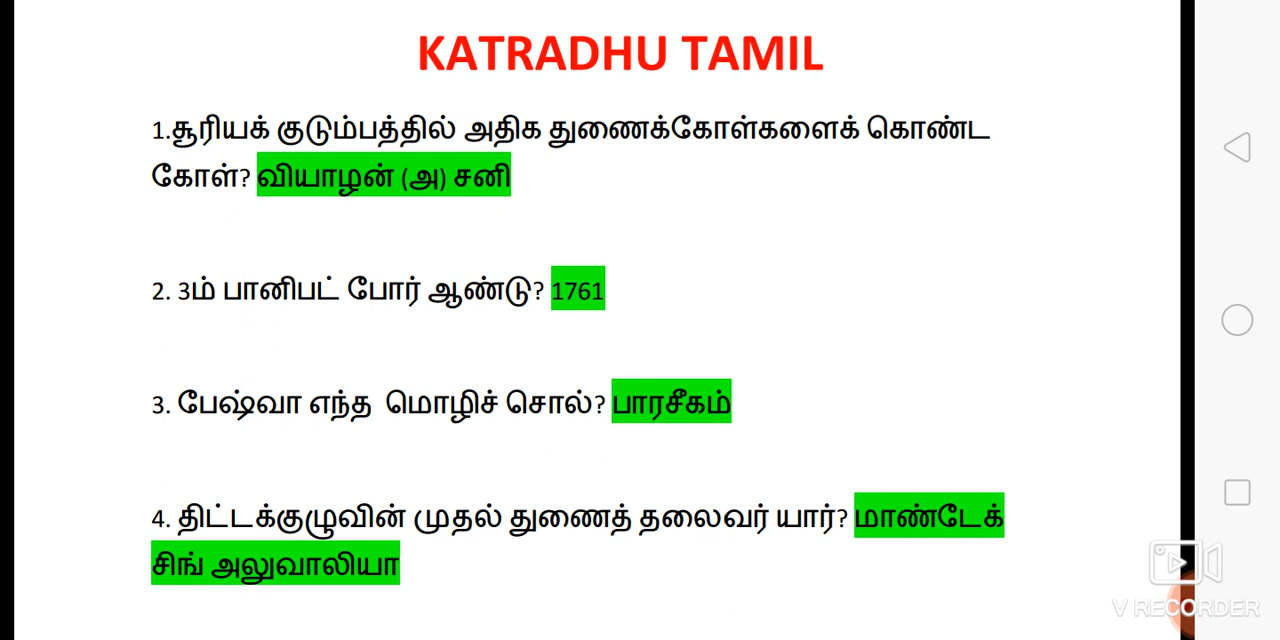 KATRADHU TAMIL
1.சூரியக் குடும்பத்தில் அதிக துணைக்கோள்களைக் கொண்ட
கோள்? வியாழன் (அ) சனி
2. 3ம் பானிபட் போர் ஆண்டு? 1761
3. பேஷ்வா எந்த மொழிச் சொல்? பாரசீகம்
4. திட்டக்குழுவின் முதல் துணைத் தலைவர் யார்? மாண்டேக்
சிங் அலுவாலியா
V RECORDER